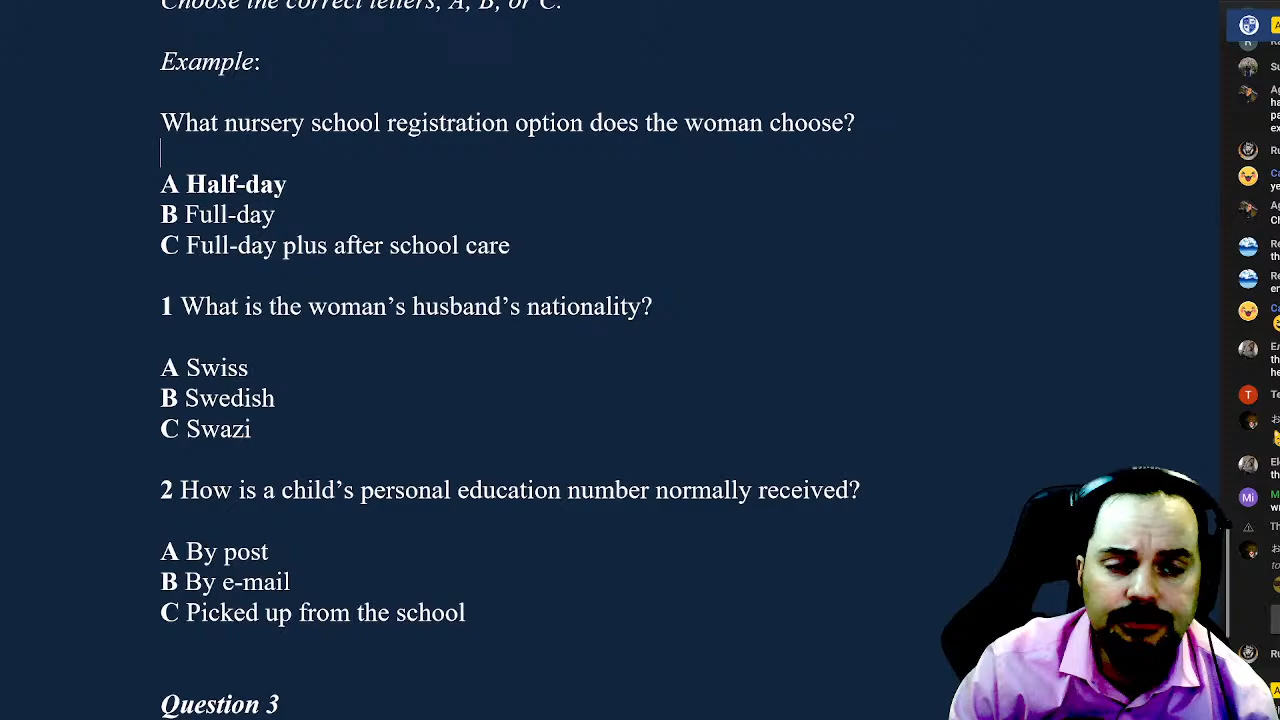 Choose the correct letters, A, B, or C.
Example:
What nursery school registration option does the woman choose?
A Half-day
B Full-day
C Full-day plus after school care
1 What is the woman’s husband’s nationality?
A Swiss
B Swedish
C Swazi
2 How is a child’s personal education number normally received?
A By post
B By e-mail
C Picked up from the school
Question 3